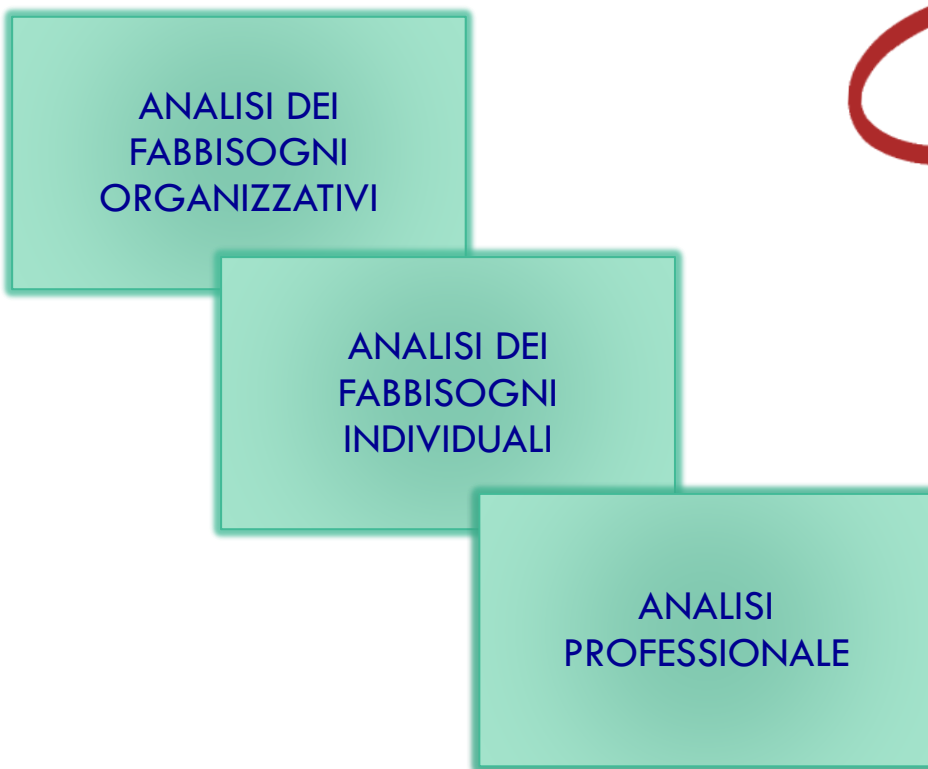 ANALISI DEI
FABBISOGNI
ORGANIZZATIVI
ANALISI DEI
FABBISOGNI
INDIVIDUALI
ANALISI
PROFESSIONALE